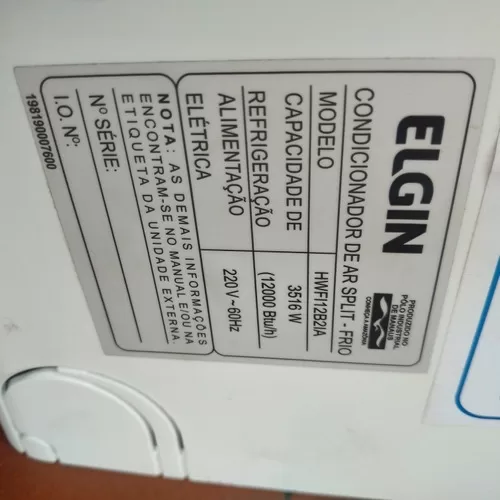 ELGIN
PRODUZIDO NO
PÓLO INDUSTRIAL
DE MANAUS
CONHEÇA A AMAZÔNIA
CONDICIONADOR DE AR SPLIT - FRIO
MODELO
HWFI12B2IA
CAPACIDADE DE
REFRIGERAÇÃO
3516 W
(12000 Btu/h)
ALIMENTAÇÃO
ELÉTRICA
220V ~ 60Hz
NOTA: AS DEMAIS INFORMAÇÕES
ENCONTRAM-SE NO MANUAL E/OU NA
ETIQUETA DA UNIDADE EXTERNA.
Nº SÉRIE:
I.O. Nº:
198190007600